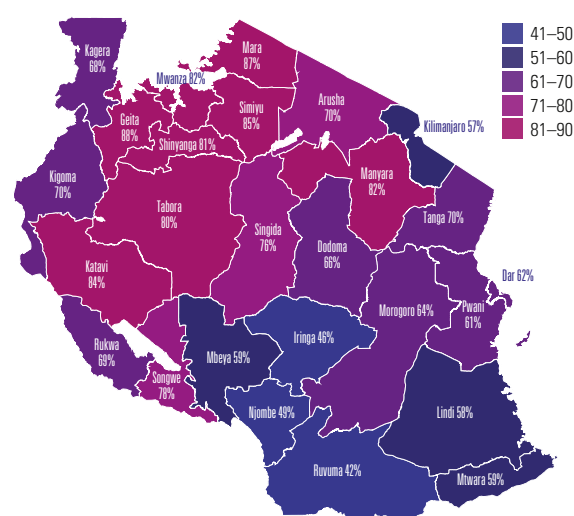 Kagera
68%
Mara
87%
Mwanza 82%
Geita
88%
Simiyu
85%
Shinyanga 81%
Arusha
70%
Kilimanjaro 57%
Kigoma
70%
Manyara
82%
Tabora
80%
Singida
76%
Tanga 70%
Dodoma
66%
Katavi
84%
Dar 62%
Morogoro 64%
Pwani
61%
Rukwa
69%
Mbeya 59%
Iringa 46%
Songwe
78%
Njombe 49%
Lindi 58%
Ruvuma 42%
Mtwara 59%
41–50
51–60
61–70
71–80
81–90